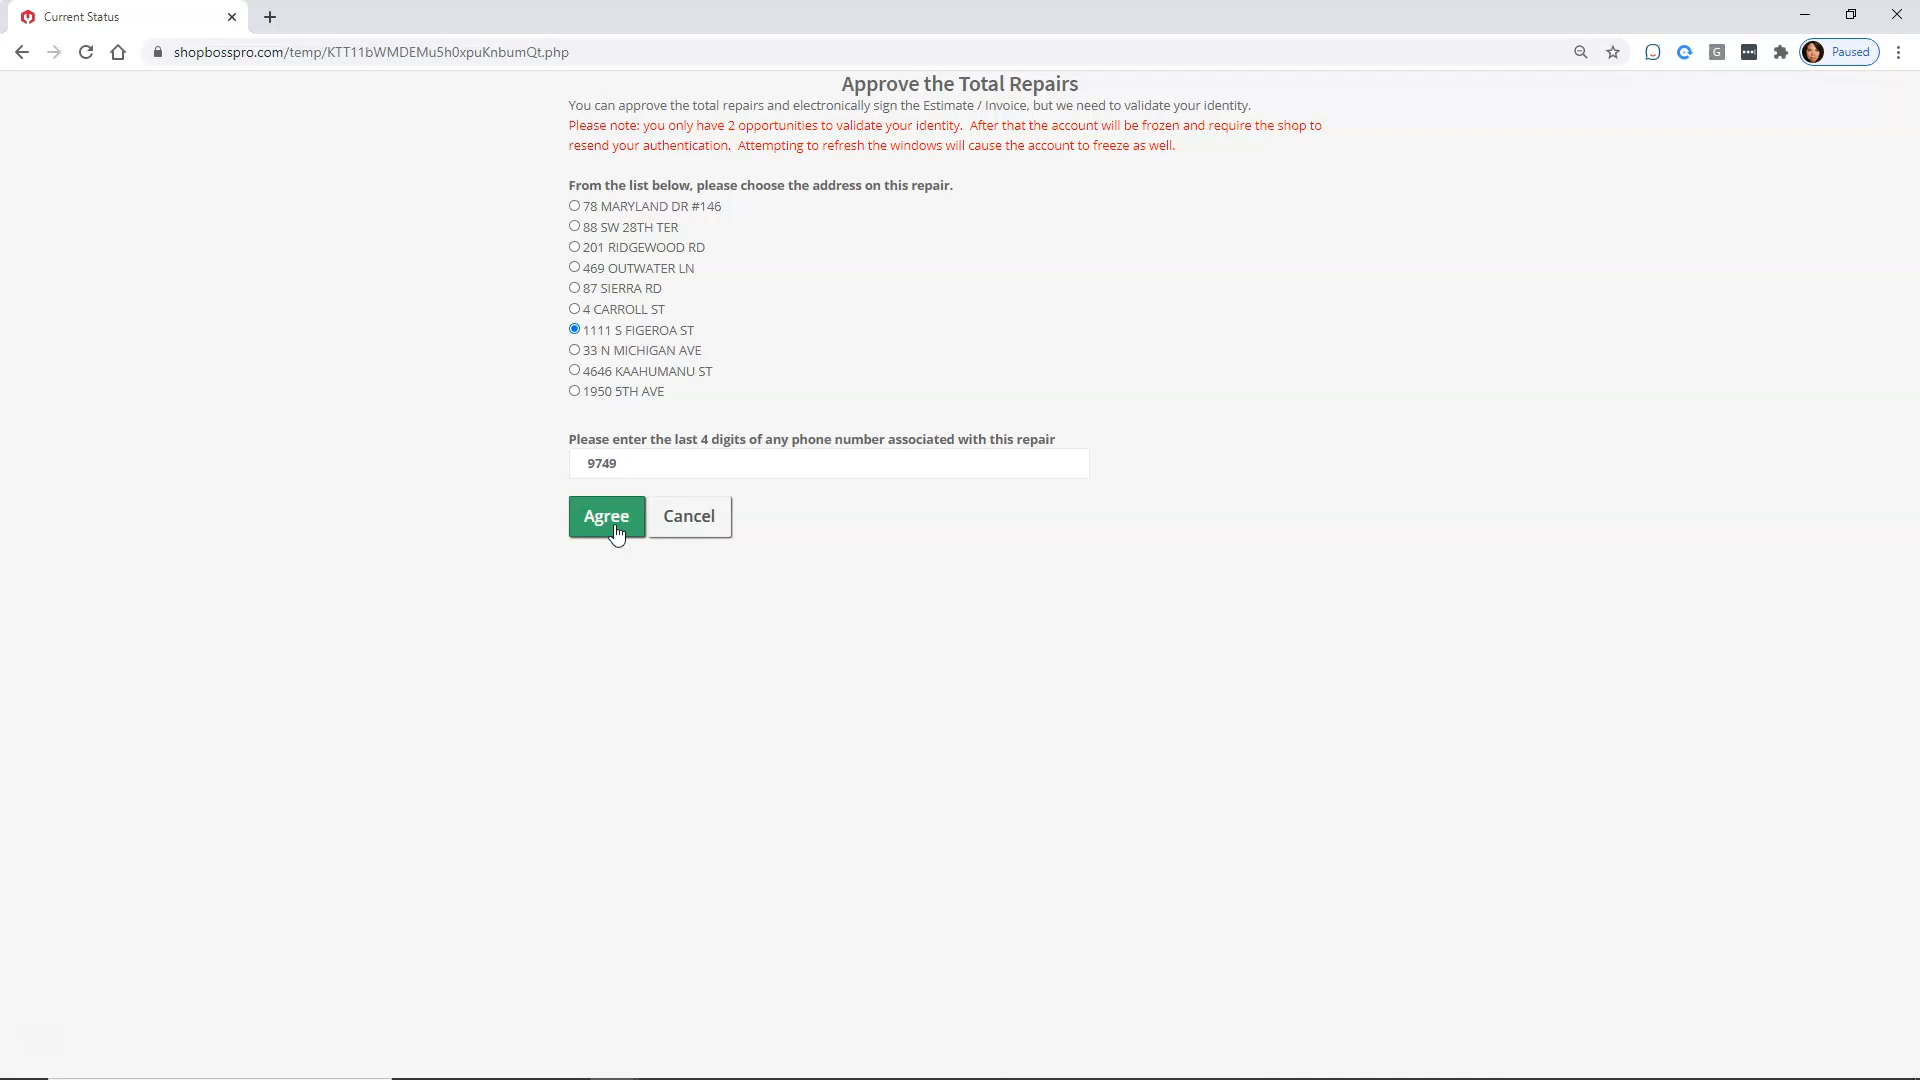 Current Status
shopbosspro.com/temp/KTT11bWMDEMu5h0xpuKnbumQt.php
G
Paused
Approve the Total Repairs
You can approve the total repairs and electronically sign the Estimate / Invoice, but we need to validate your identity.
Please note: you only have 2 opportunities to validate your identity. After that the account will be frozen and require the shop to
resend your authentication. Attempting to refresh the windows will cause the account to freeze as well.
From the list below, please choose the address on this repair.
78 MARYLAND DR #146
88 SW 28TH TER
201 RIDGEWOOD RD
469 OUTWATER LN
87 SIERRA RD
4 CARROLL ST
1111 S FIGEROA ST
33 N MICHIGAN AVE
4646 KAAHUMANU ST
1950 5TH AVE
Please enter the last 4 digits of any phone number associated with this repair
9749
Agree Cancel